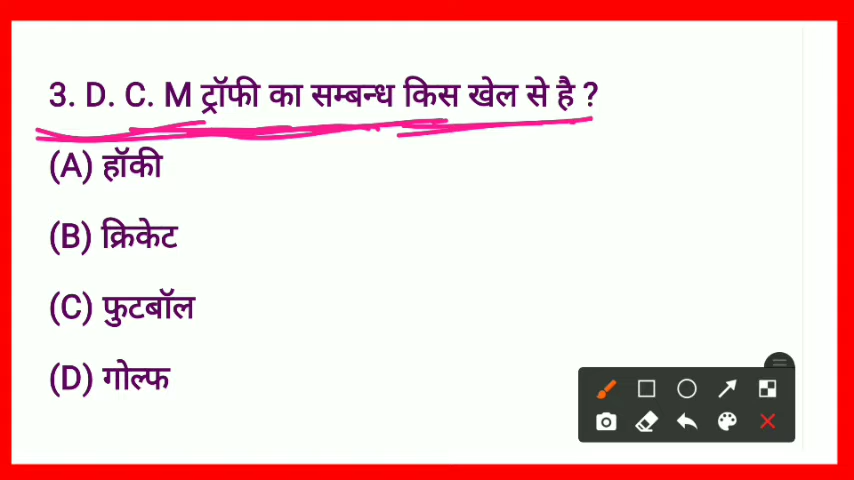 3. D. C. M ट्रॉफी का सम्बन्ध किस खेल से है ?
(A) हॉकी
(B) क्रिकेट
(C) फुटबॉल
(D) गोल्फ